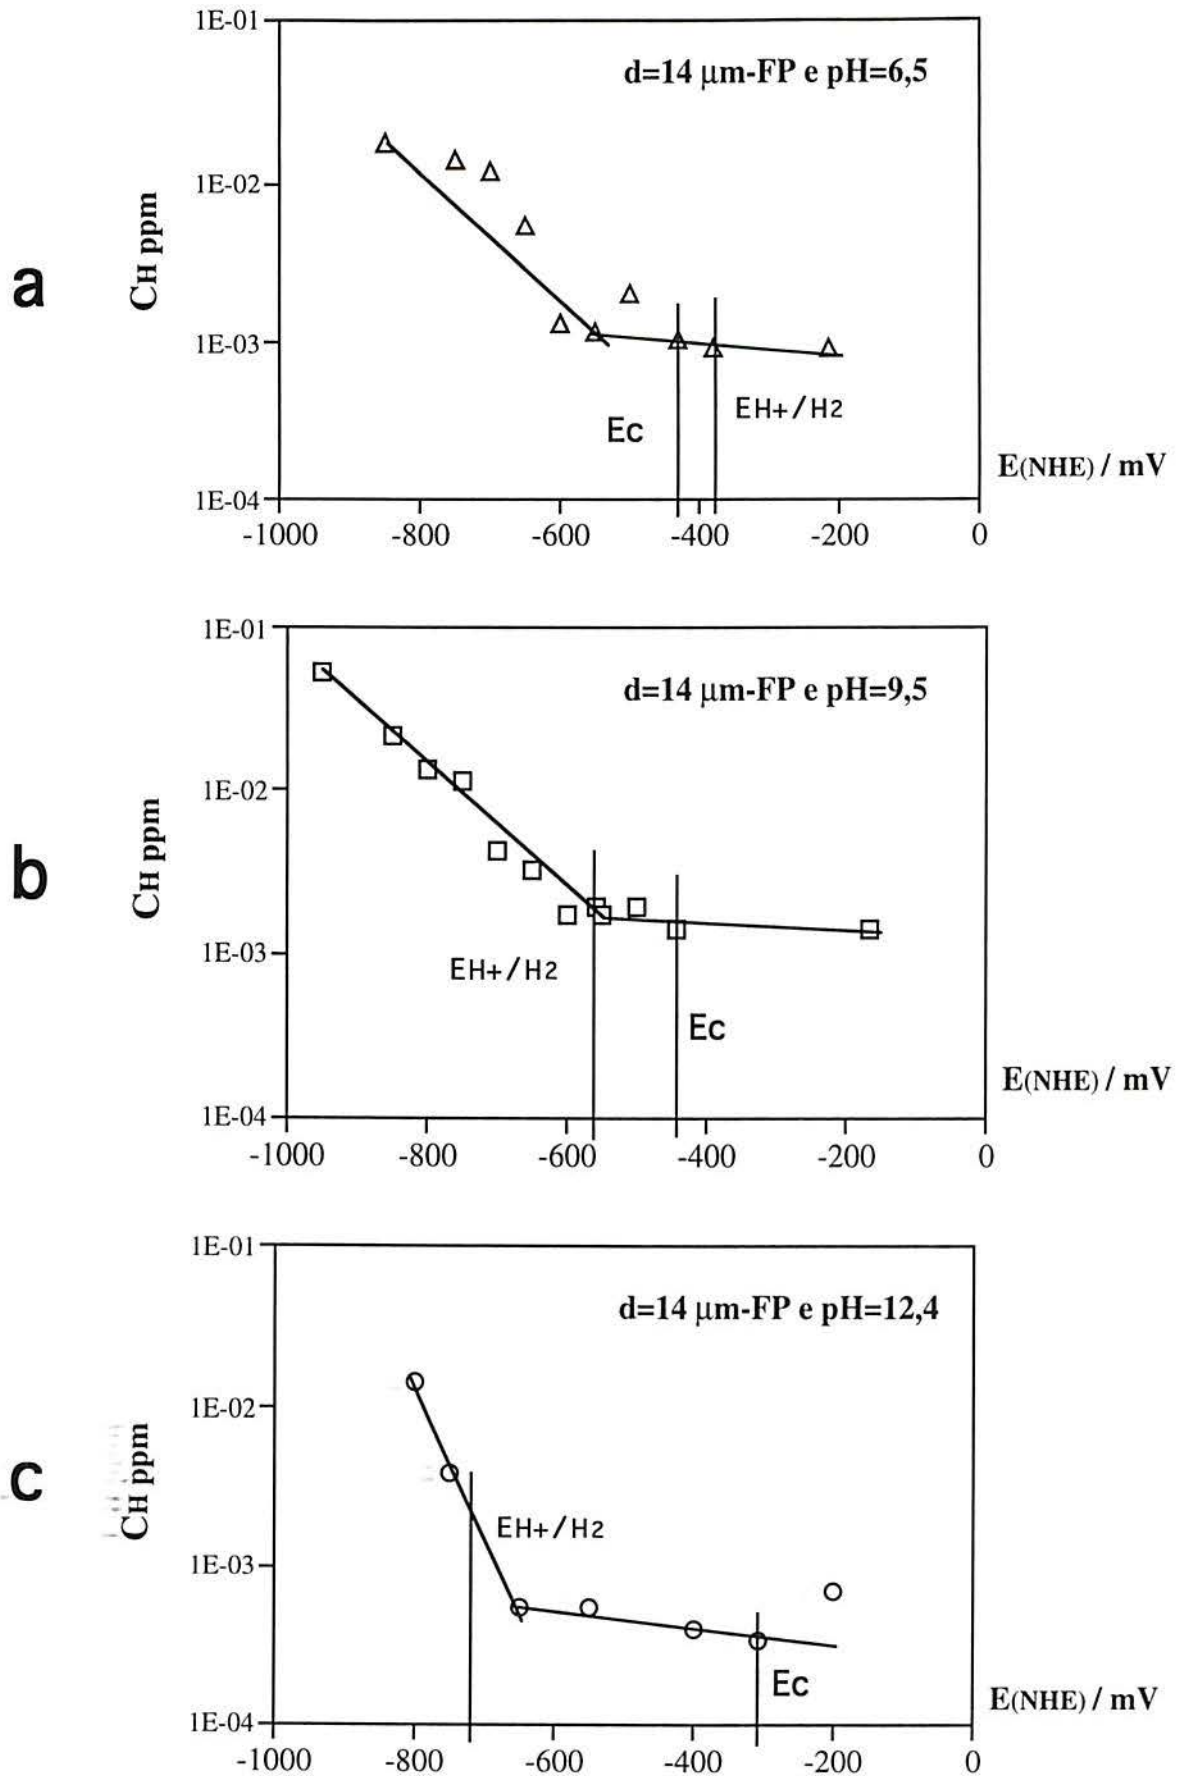 1E-01
d=14 µm-FP e pH=6,5
1E-02
a
CH ppm
1E-03
EH+/H2
Ec
E(NHE) / mV
1E-04
-1000 -800 -600 -400 -200 0
1E-01
d=14 µm-FP e pH=9,5
1E-02
b
CH ppm
1E-03
EH+/H2
Ec
E(NHE) / mV
1E-04
-1000 -800 -600 -400 -200 0
1E-01
d=14 µm-FP e pH=12,4
1E-02
c
CH ppm
EH+/H2
1E-03
Ec
E(NHE) / mV
1E-04
-1000 -800 -600 -400 -200 0